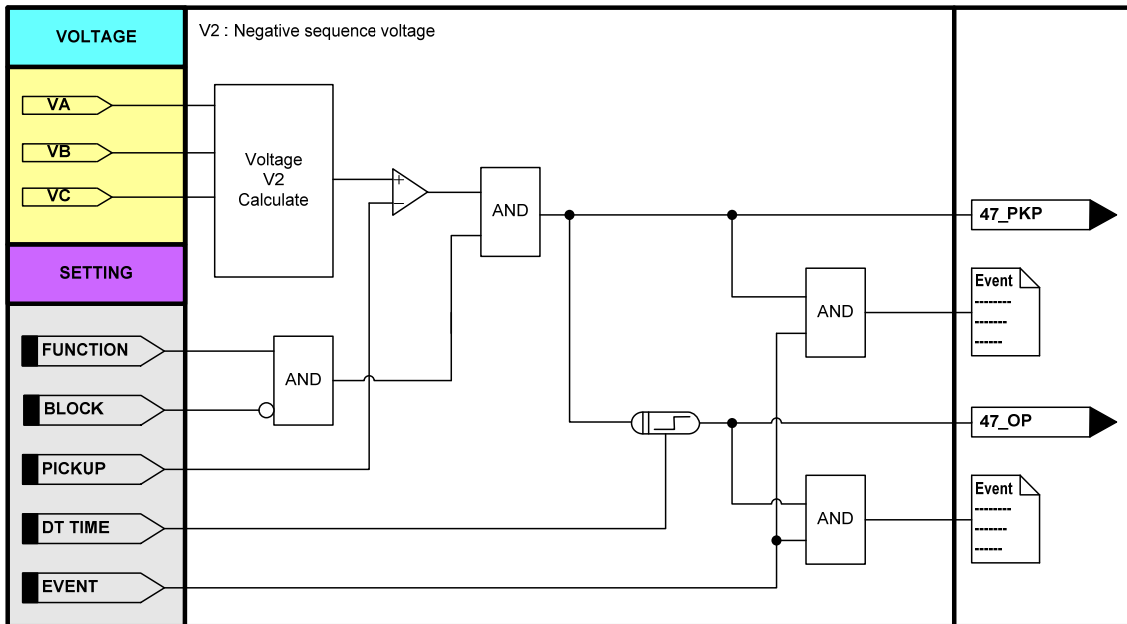 VOLTAGE
V2 : Negative sequence voltage
VA
VB
VC
Voltage
V2
Calculate
+
−
AND
47_PKP
SETTING
Event
--------
-------
-----
AND
FUNCTION
AND
BLOCK
47_OP
PICKUP
Event
--------
-------
------
DT TIME
AND
EVENT